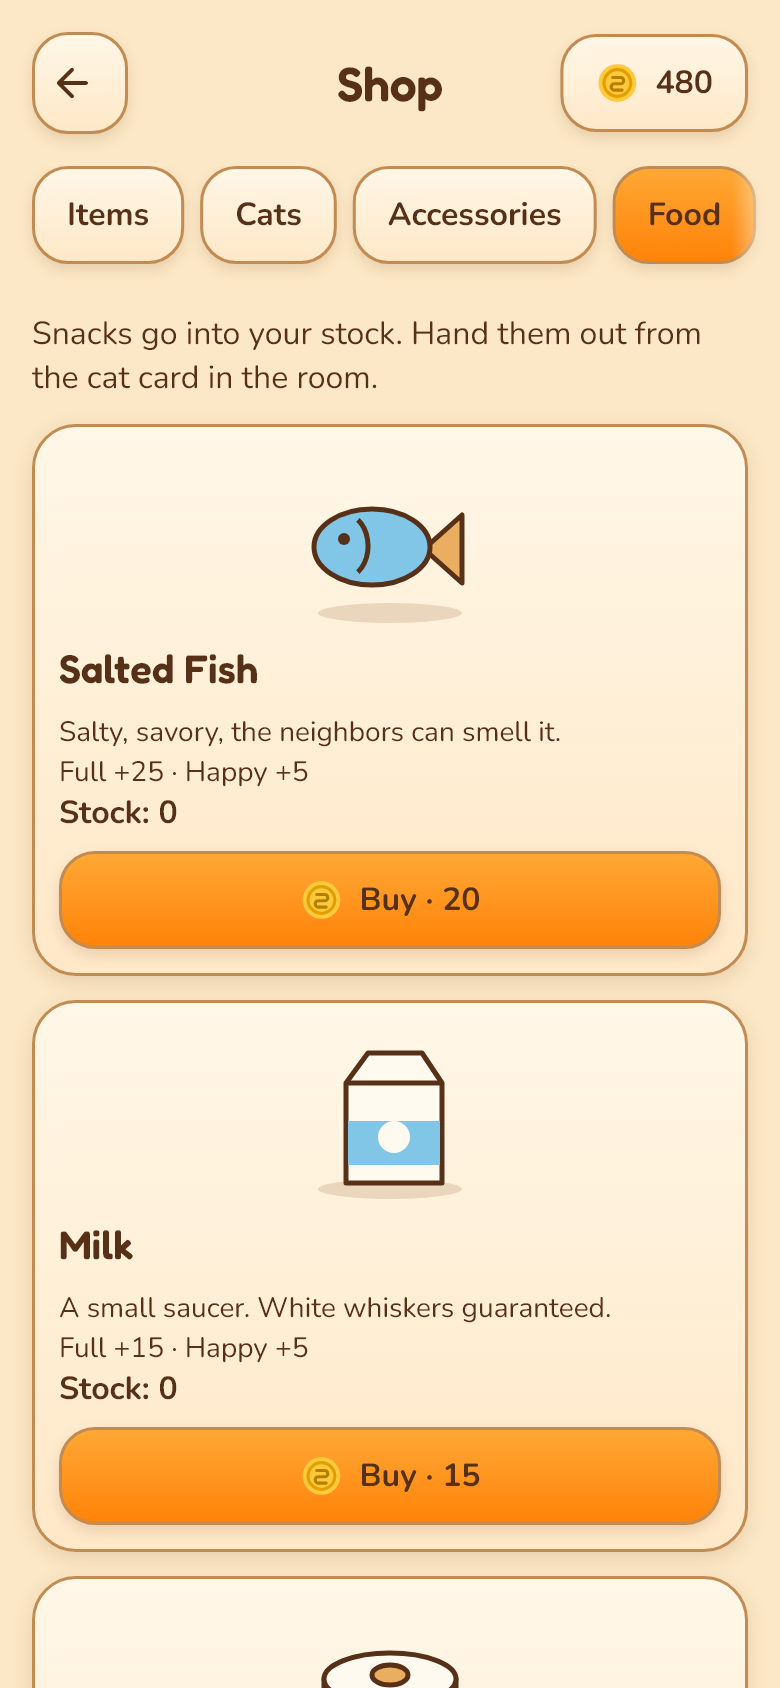 Shop
480
Items
Cats
Accessories
Food
Snacks go into your stock. Hand them out from
the cat card in the room.
Salted Fish
Salty, savory, the neighbors can smell it.
Full +25 · Happy +5
Stock: 0
Buy · 20
Milk
A small saucer. White whiskers guaranteed.
Full +15 · Happy +5
Stock: 0
Buy · 15